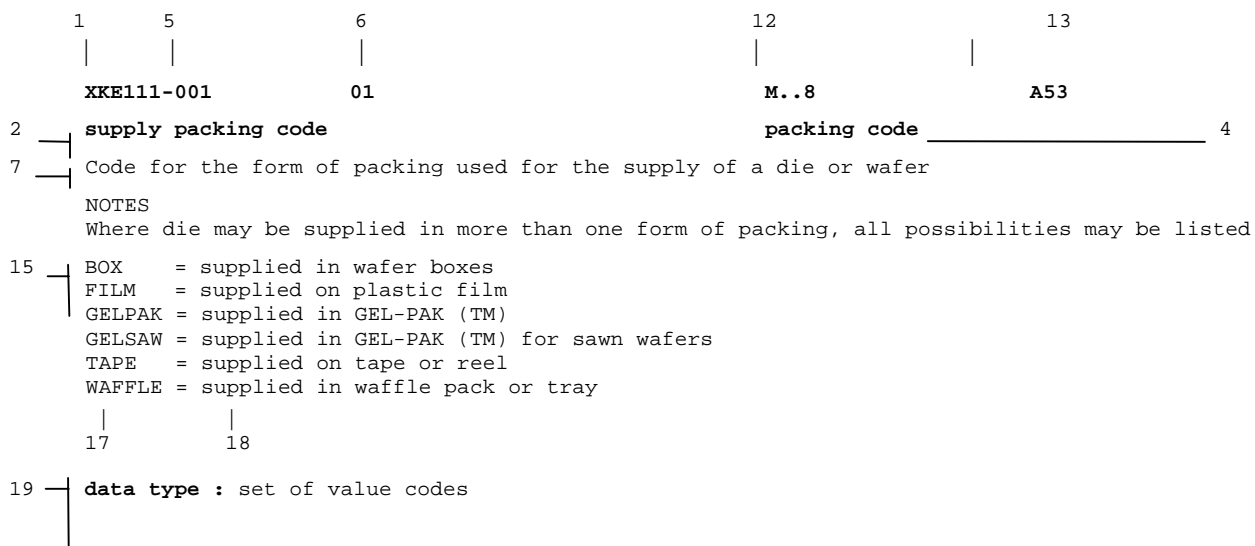 1 5 6 12 13
XKE111-001 01 M..8 A53
2 supply packing code packing code 4
7 Code for the form of packing used for the supply of a die or wafer
NOTES
Where die may be supplied in more than one form of packing, all possibilities may be listed
15 BOX = supplied in wafer boxes
FILM = supplied on plastic film
GELPAK = supplied in GEL-PAK (TM)
GELSAW = supplied in GEL-PAK (TM) for sawn wafers
TAPE = supplied on tape or reel
WAFFLE = supplied in waffle pack or tray
17 18
19 data type : set of value codes